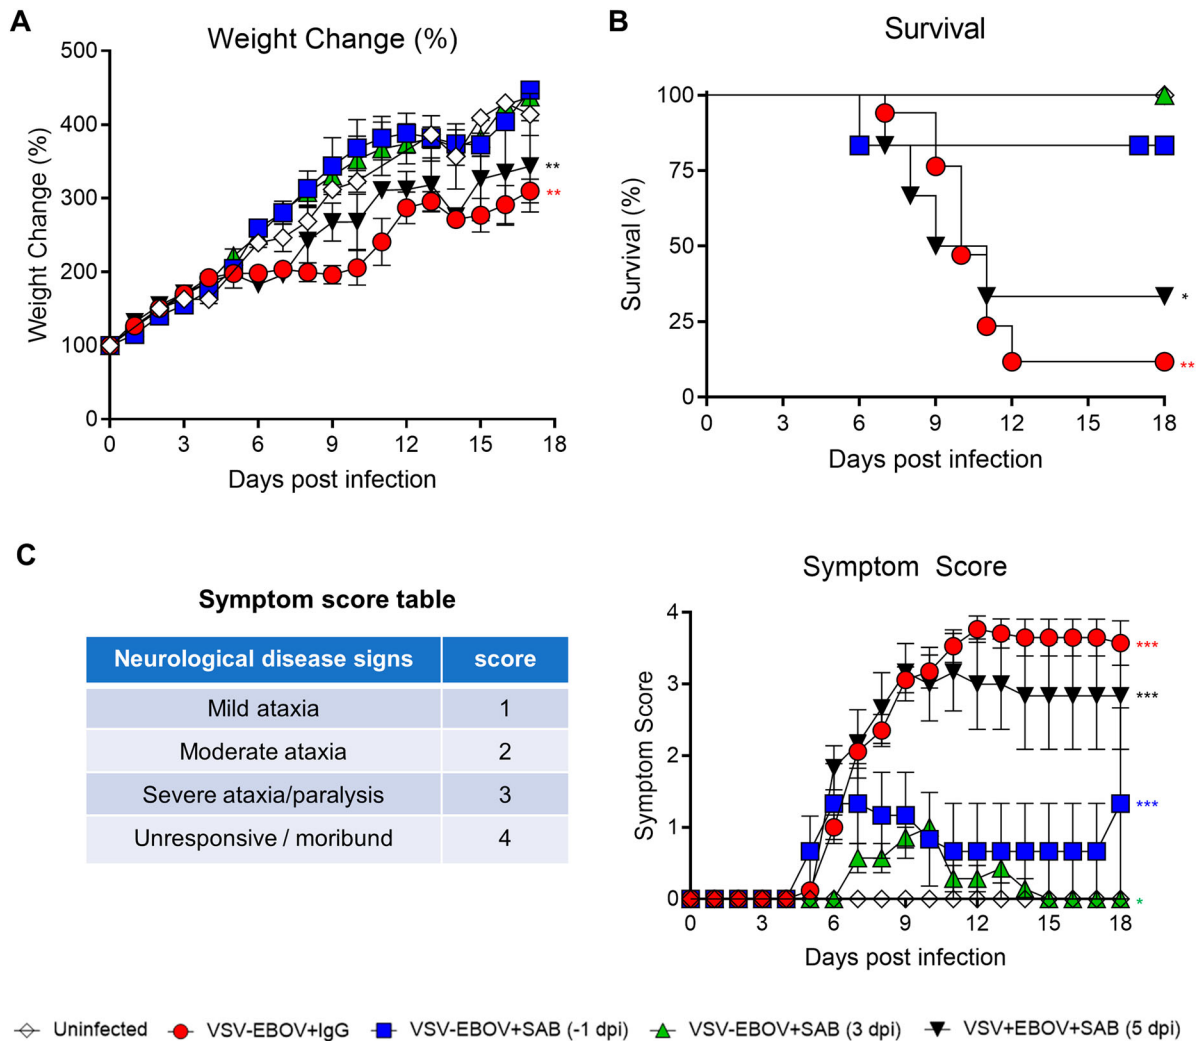 A
Weight Change (%)
500
400
300
200
100
0
Weight Change (%)
0 3 6 9 12 15 18
Days post infection
**
**
B
Survival
100
75
50
25
0
Survival (%)
0 3 6 9 12 15 18
Days post infection
*
**
C
Symptom score table
Neurological disease signs score
Mild ataxia 1
Moderate ataxia 2
Severe ataxia/paralysis 3
Unresponsive / moribund 4
Symptom Score
4
3
2
1
0
Symptom Score
0 3 6 9 12 15 18
Days post infection
***
***
***
*
Uninfected VSV-EBOV+IgG VSV-EBOV+SAB (-1 dpi) VSV-EBOV+SAB (3 dpi) VSV+EBOV+SAB (5 dpi)